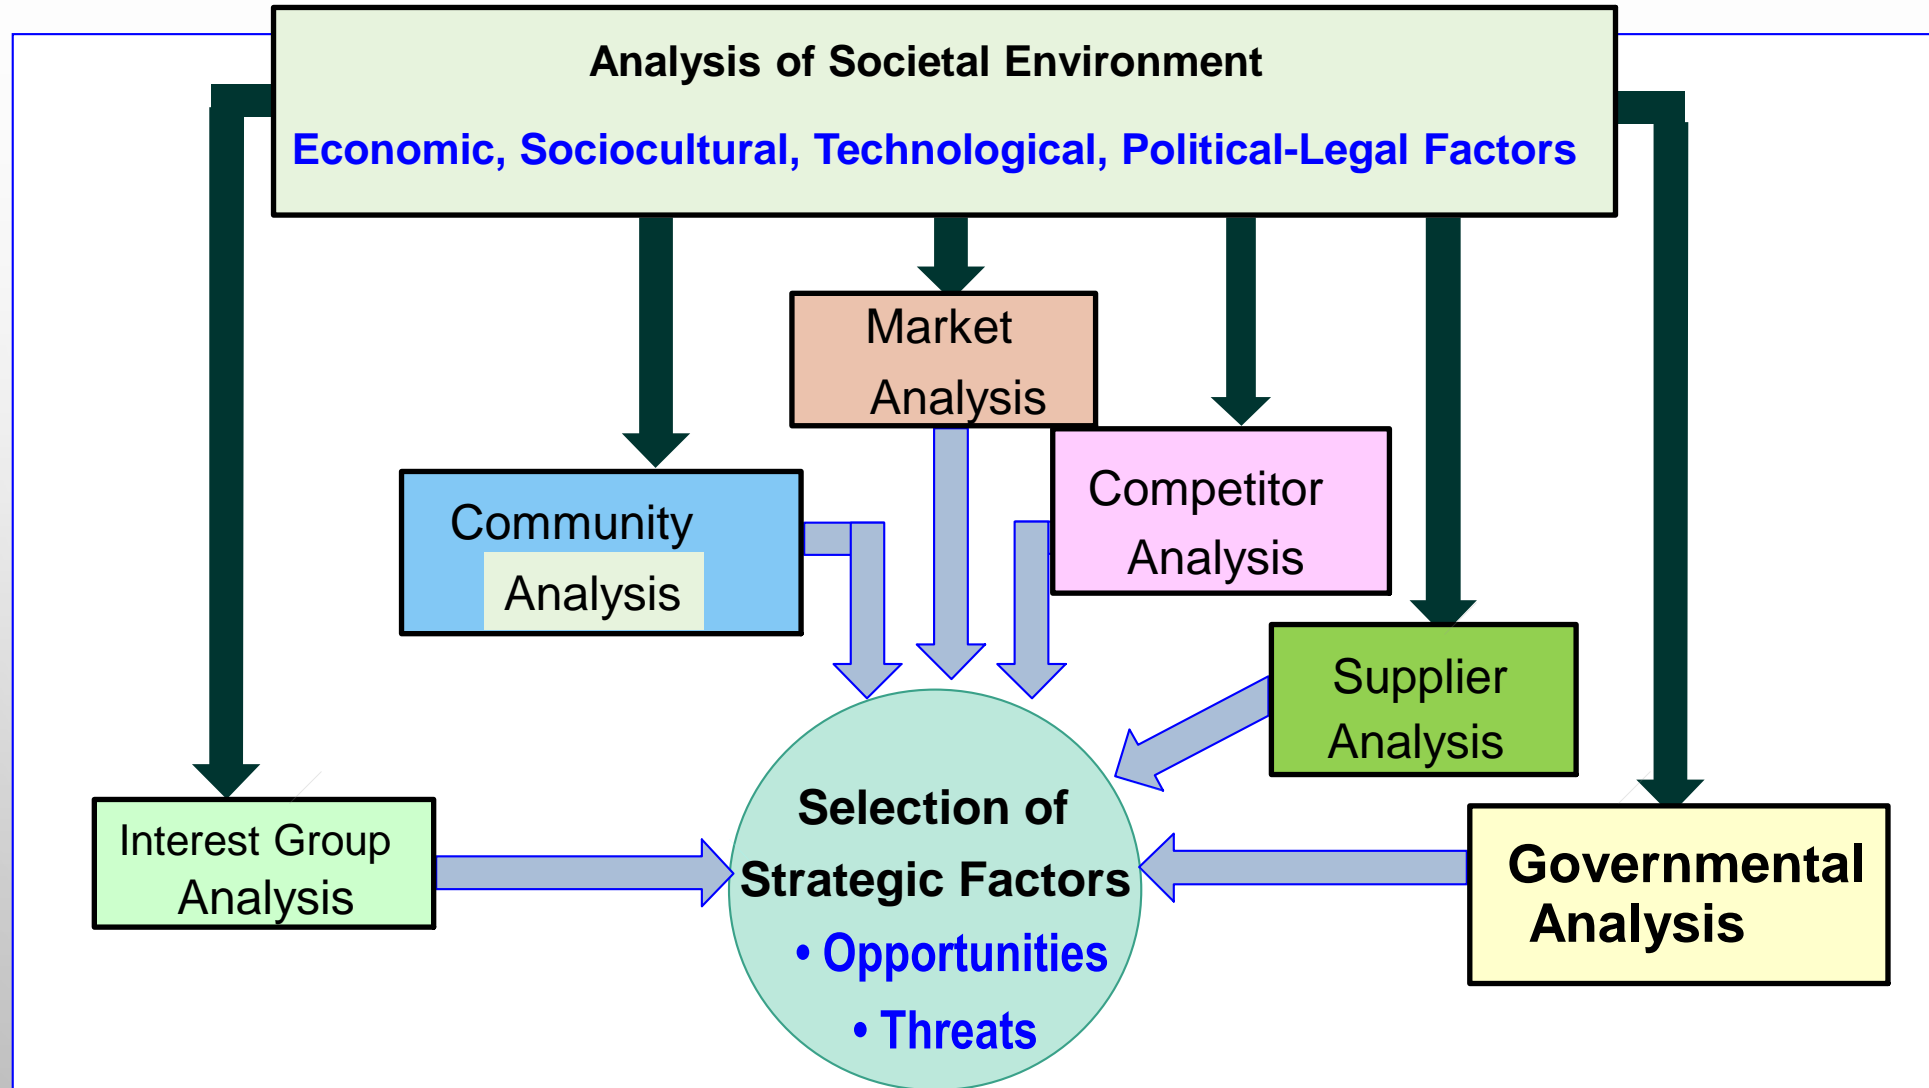 Analysis of Societal Environment
Economic, Sociocultural, Technological, Political-Legal Factors
Market
Analysis
Community
Analysis
Competitor
Analysis
Supplier
Analysis
Interest Group
Analysis
Selection of
Strategic Factors
• Opportunities
• Threats
Governmental
Analysis